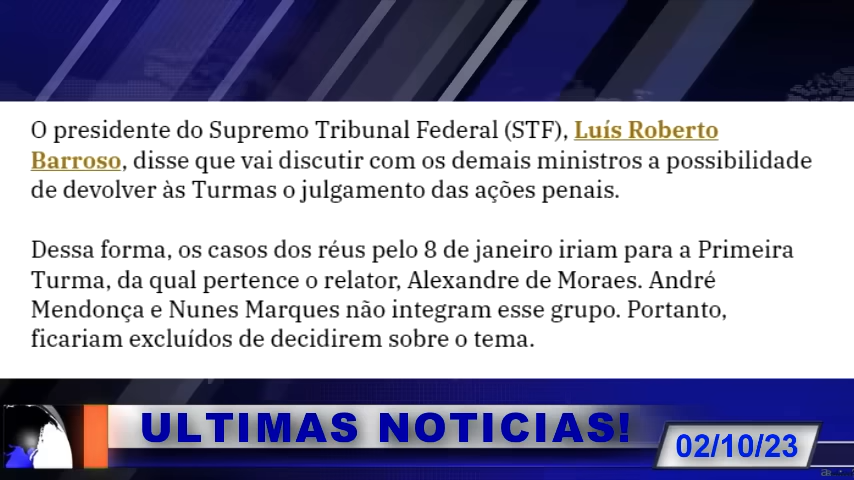 O presidente do Supremo Tribunal Federal (STF), Luís Roberto
Barroso, disse que vai discutir com os demais ministros a possibilidade
de devolver às Turmas o julgamento das ações penais.
Dessa forma, os casos dos réus pelo 8 de janeiro iriam para a Primeira
Turma, da qual pertence o relator, Alexandre de Moraes. André
Mendonça e Nunes Marques não integram esse grupo. Portanto,
ficariam excluídos de decidirem sobre o tema.
ULTIMAS NOTICIAS!
02/10/23